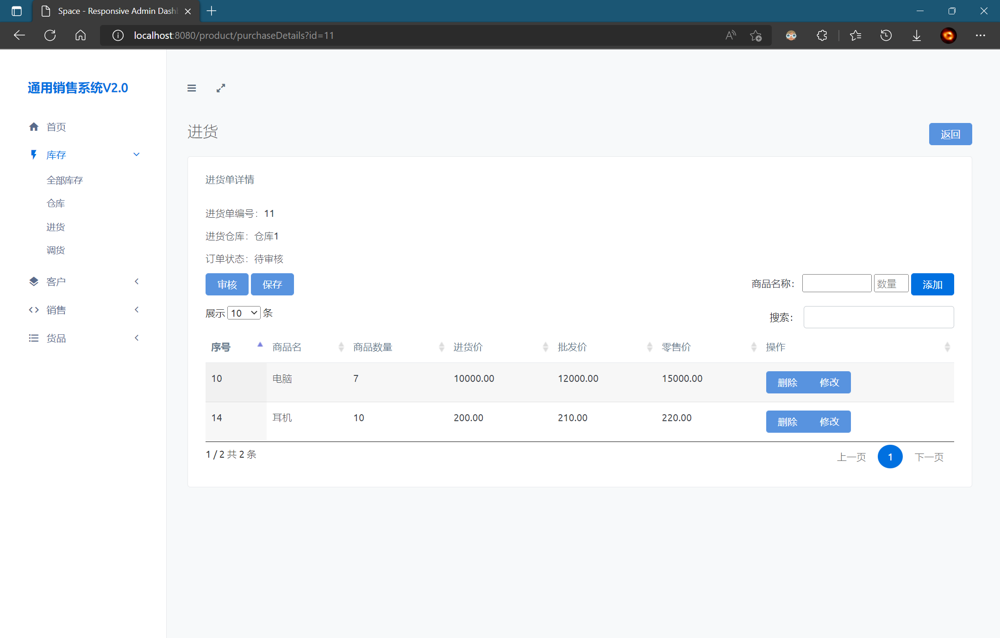 Space - Responsive Admin Dash
localhost:8080/product/purchaseDetails?id=11
通用销售系统V2.0
首页
库存
全部库存
仓库
进货
调货
客户
销售
货品
进货
返回
进货单详情
进货单编号：11
进货仓库：仓库1
订单状态：待审核
审核 保存 商品名称： 数量 添加
展示 10 条 搜索：
序号 商品名 商品数量 进货价 批发价 零售价 操作
10 电脑 7 10000.00 12000.00 15000.00 删除 修改
14 耳机 10 200.00 210.00 220.00 删除 修改
1 / 2 共 2 条 上一页 1 下一页